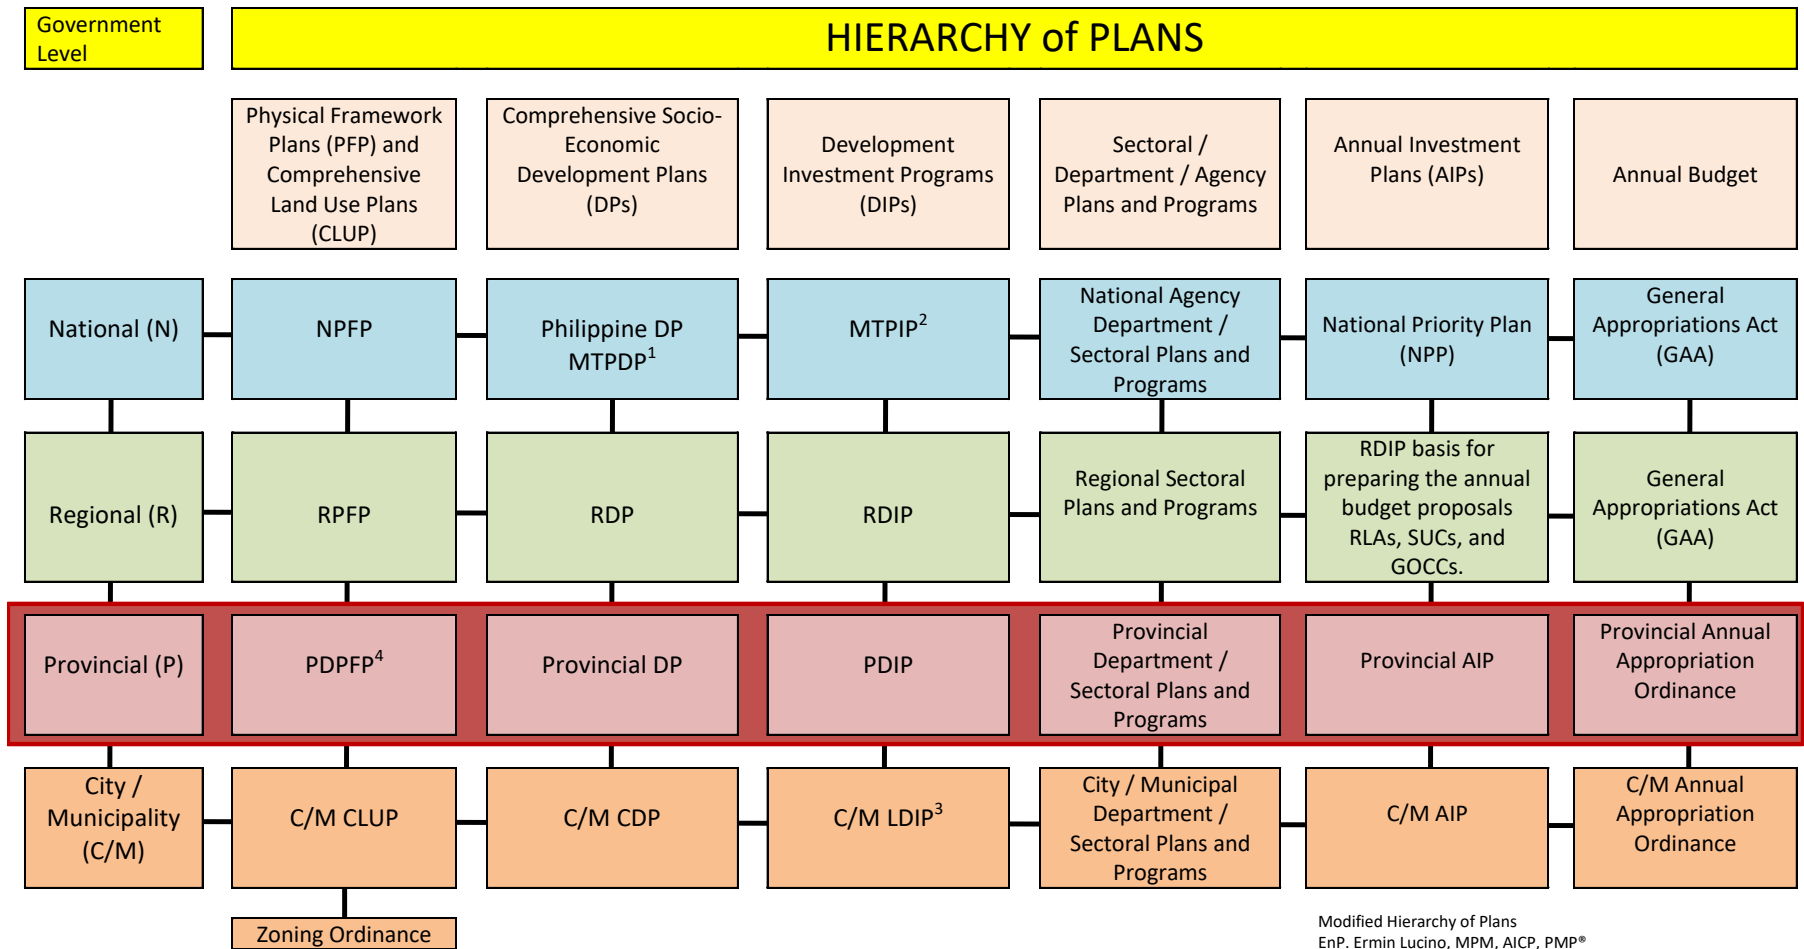 Government
Level
HIERARCHY of PLANS
Physical Framework
Plans (PFP) and
Comprehensive
Land Use Plans
(CLUP)
Comprehensive Socio-
Economic
Development Plans
(DPs)
Development
Investment Programs
(DIPs)
Sectoral /
Department / Agency
Plans and Programs
Annual Investment
Plans (AIPs)
Annual Budget
National (N)
NPFP
Philippine DP
MTPDP1
MTPIP2
National Agency
Department /
Sectoral Plans and
Programs
National Priority Plan
(NPP)
General
Appropriations Act
(GAA)
Regional (R)
RPFP
RDP
RDIP
Regional Sectoral
Plans and Programs
RDIP basis for
preparing the annual
budget proposals
RLAs, SUCs, and
GOCCs.
General
Appropriations Act
(GAA)
Provincial (P)
PDPFP4
Provincial DP
PDIP
Provincial
Department /
Sectoral Plans and
Programs
Provincial AIP
Provincial Annual
Appropriation
Ordinance
City /
Municipality
(C/M)
C/M CLUP
C/M CDP
C/M LDIP3
City / Municipal
Department /
Sectoral Plans and
Programs
C/M AIP
C/M Annual
Appropriation
Ordinance
Zoning Ordinance
Modified Hierarchy of Plans
EnP. Ermin Lucino, MPM, AICP, PMP®